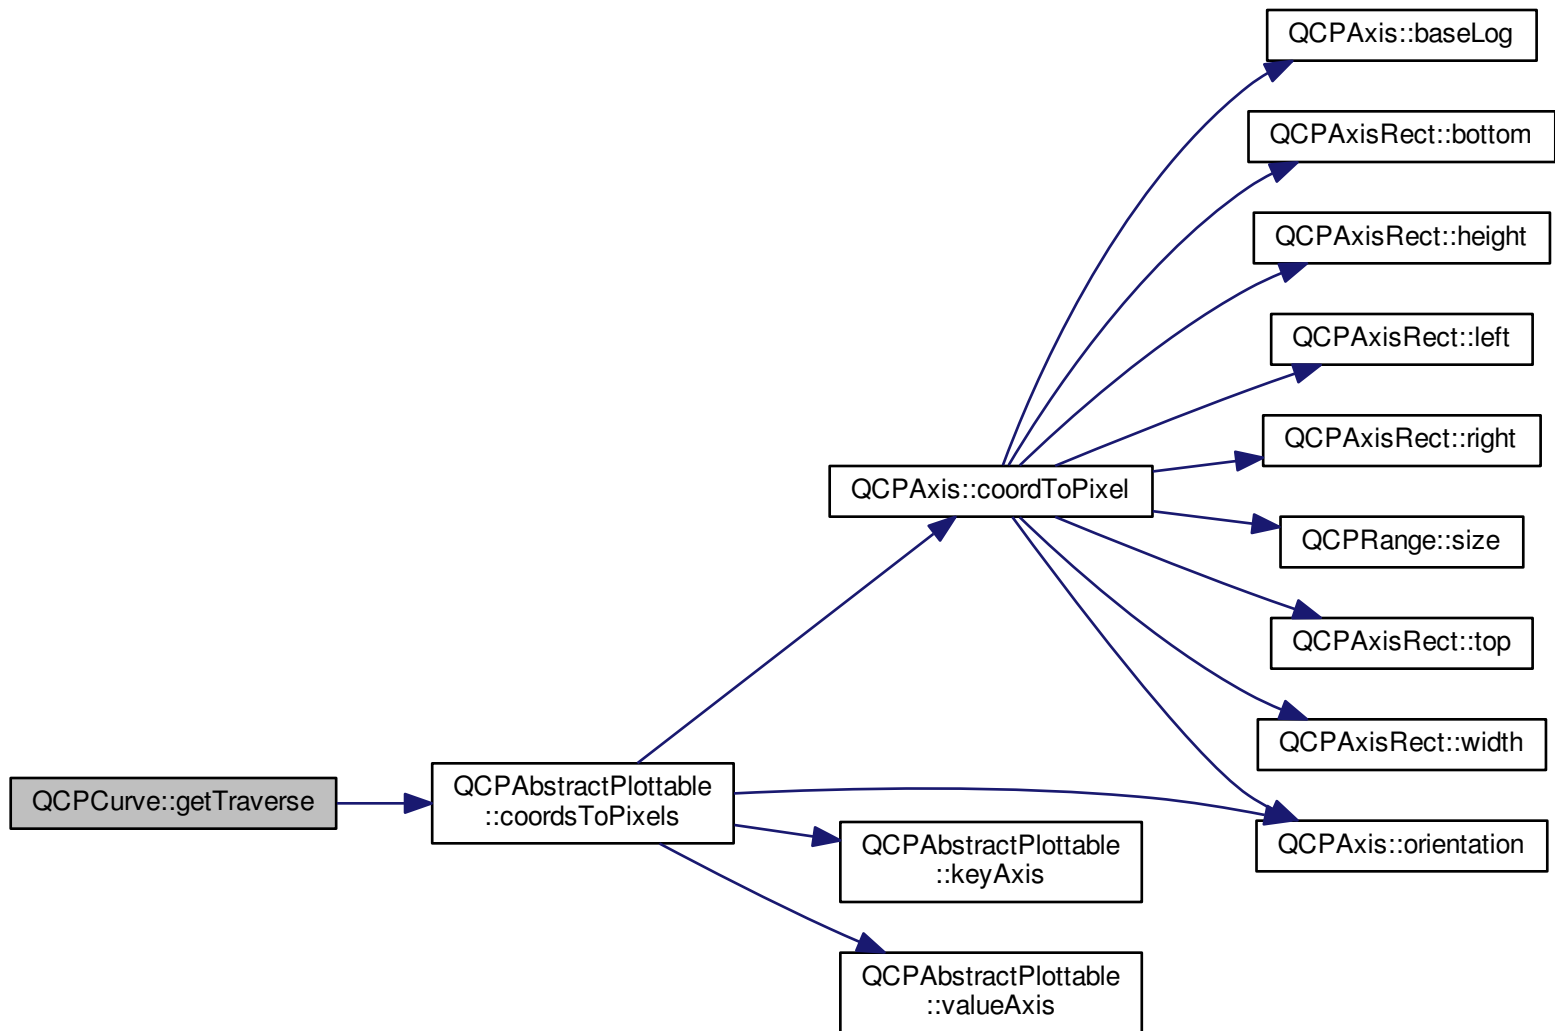 QCPCurve::getTraverse
QCPAbstractPlottable
::coordsToPixels
QCPAxis::coordToPixel
QCPAbstractPlottable
::keyAxis
QCPAbstractPlottable
::valueAxis
QCPAxis::baseLog
QCPAxisRect::bottom
QCPAxisRect::height
QCPAxisRect::left
QCPAxisRect::right
QCPRange::size
QCPAxisRect::top
QCPAxisRect::width
QCPAxis::orientation